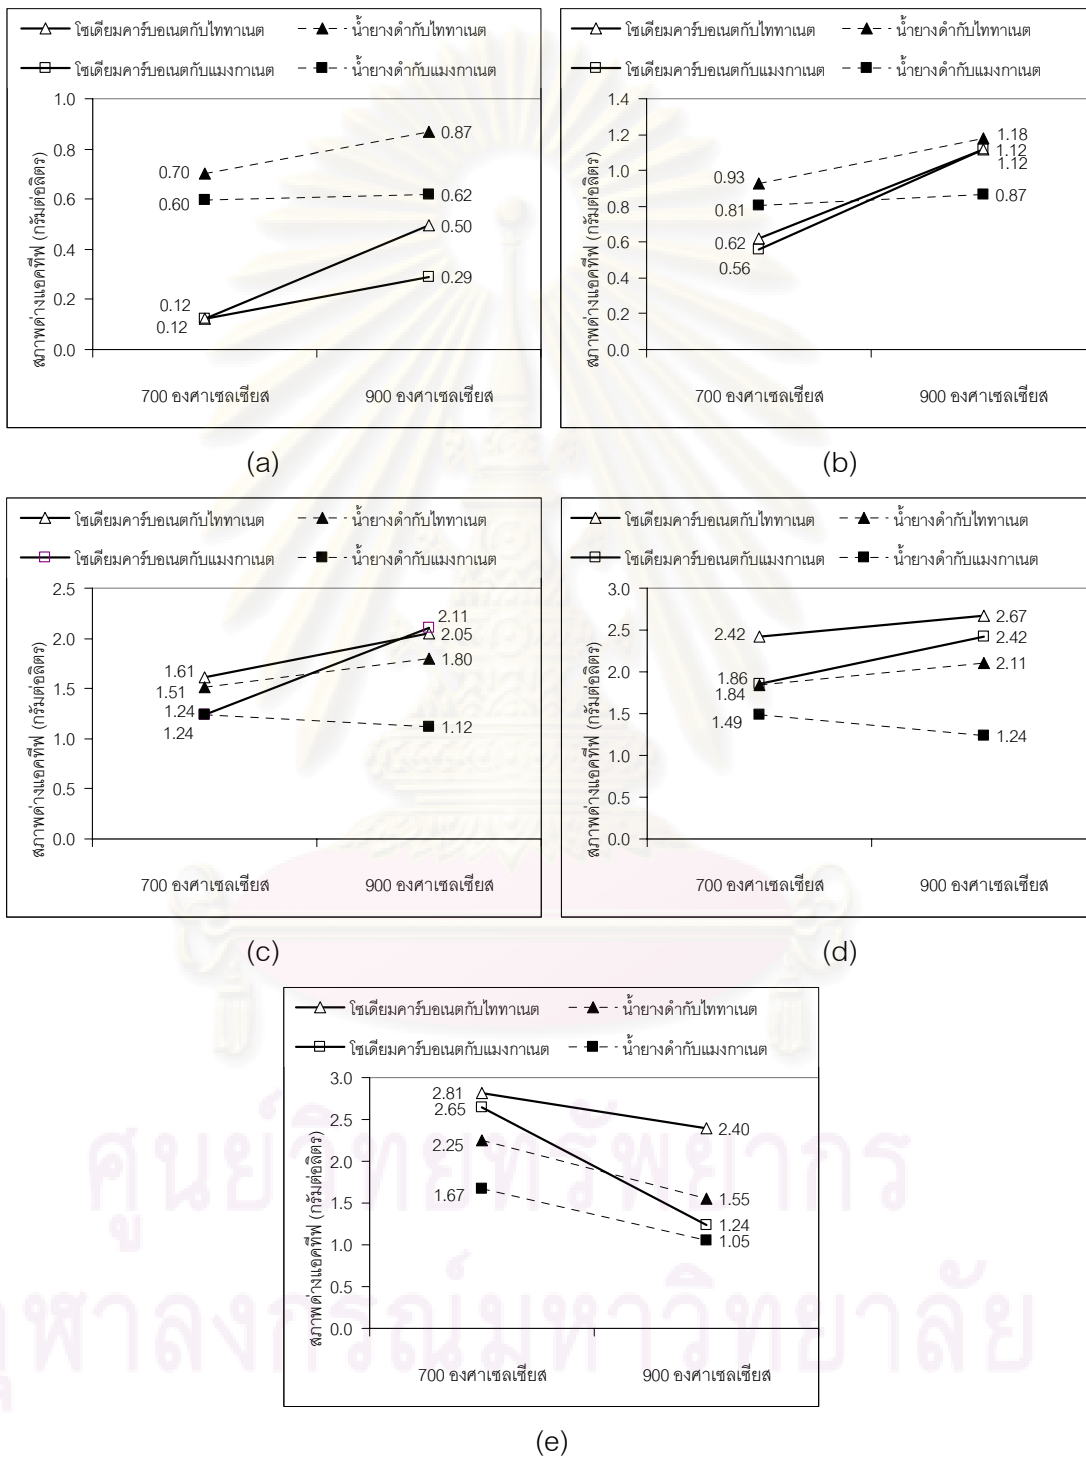 โซเดียมคาร์บอเนตกับไททาเนต น้ำยางดำกับไททาเนต
โซเดียมคาร์บอเนตกับแมงกาเนต น้ำยางดำกับแมงกาเนต
สภาพด่างแอคทีฟ (กรัมต่อลิตร)
1.0
0.8
0.6
0.4
0.2
0.0
0.70
0.60
0.12
0.12
0.87
0.62
0.50
0.29
700 องศาเซลเซียส 900 องศาเซลเซียส
(a)
โซเดียมคาร์บอเนตกับไททาเนต น้ำยางดำกับไททาเนต
โซเดียมคาร์บอเนตกับแมงกาเนต น้ำยางดำกับแมงกาเนต
สภาพด่างแอคทีฟ (กรัมต่อลิตร)
1.4
1.2
1.0
0.8
0.6
0.4
0.2
0.0
0.93
0.81
0.62
0.56
1.18
1.12
1.12
0.87
700 องศาเซลเซียส 900 องศาเซลเซียส
(b)
โซเดียมคาร์บอเนตกับไททาเนต น้ำยางดำกับไททาเนต
โซเดียมคาร์บอเนตกับแมงกาเนต น้ำยางดำกับแมงกาเนต
สภาพด่างแอคทีฟ (กรัมต่อลิตร)
2.5
2.0
1.5
1.0
0.5
0.0
1.61
1.51
1.24
1.24
2.11
2.05
1.80
1.12
700 องศาเซลเซียส 900 องศาเซลเซียส
(c)
โซเดียมคาร์บอเนตกับไททาเนต น้ำยางดำกับไททาเนต
โซเดียมคาร์บอเนตกับแมงกาเนต น้ำยางดำกับแมงกาเนต
สภาพด่างแอคทีฟ (กรัมต่อลิตร)
3.0
2.5
2.0
1.5
1.0
0.5
0.0
2.42
1.86
1.84
1.49
2.67
2.42
2.11
1.24
700 องศาเซลเซียส 900 องศาเซลเซียส
(d)
โซเดียมคาร์บอเนตกับไททาเนต น้ำยางดำกับไททาเนต
โซเดียมคาร์บอเนตกับแมงกาเนต น้ำยางดำกับแมงกาเนต
สภาพด่างแอคทีฟ (กรัมต่อลิตร)
3.0
2.5
2.0
1.5
1.0
0.5
0.0
2.81
2.65
2.25
1.67
2.40
1.55
1.24
1.05
700 องศาเซลเซียส 900 องศาเซลเซียส
(e)
ศูนย์วิทยทรัพยากร
จุฬาลงกรณ์มหาวิทยาลัย